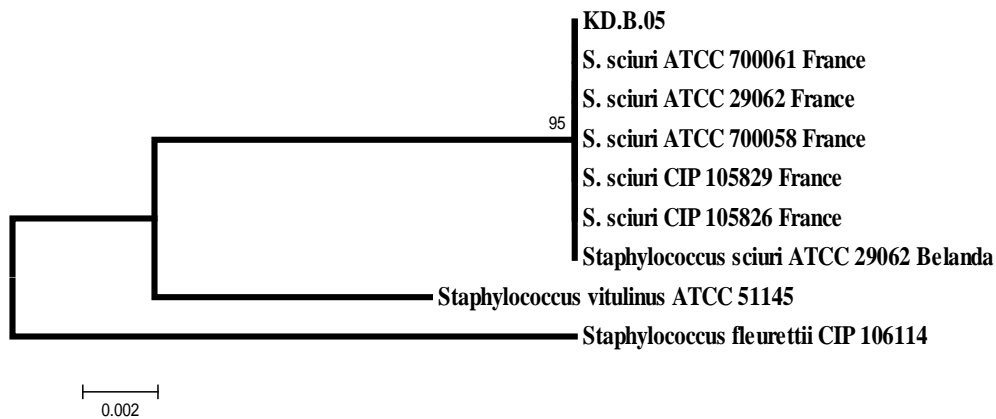 KD.B.05
S. sciuri ATCC 700061 France
S. sciuri ATCC 29062 France
95
S. sciuri ATCC 700058 France
S. sciuri CIP 105829 France
S. sciuri CIP 105826 France
Staphylococcus sciuri ATCC 29062 Belanda
Staphylococcus vitulinus ATCC 51145
Staphylococcus fleurettii CIP 106114
0.002